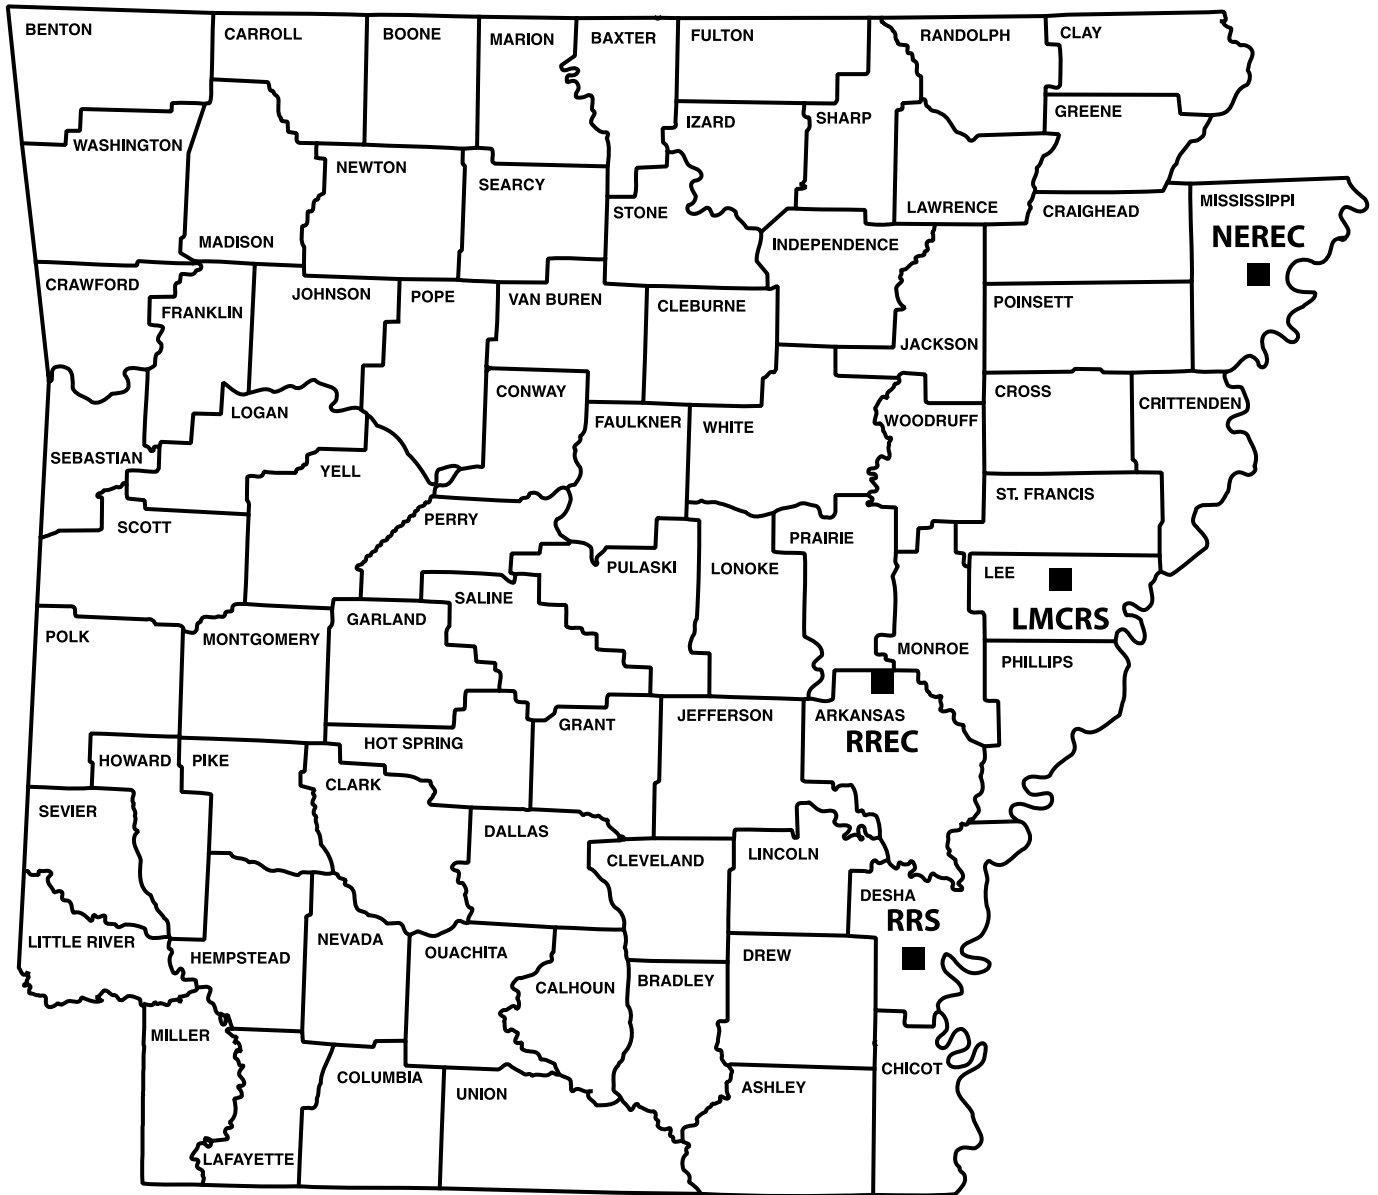 BENTON
CARROLL
BOONE
MARION
BAXTER
FULTON
RANDOLPH
CLAY
GREENE
SHARP
IZARD
WASHINGTON
NEWTON
SEARCY
STONE
LAWRENCE
CRAIGHEAD
MISSISSIPPI
NEREC
MADISON
INDEPENDENCE
CRAWFORD
FRANKLIN
JOHNSON
POPE
VAN BUREN
CLEBURNE
POINSETT
JACKSON
CONWAY
CROSS
CRITTENDEN
LOGAN
FAULKNER
WHITE
WOODRUFF
SEBASTIAN
YELL
ST. FRANCIS
SCOTT
PERRY
PRAIRIE
PULASKI
LONOKE
LEE
SALINE
LMCRS
GARLAND
POLK
MONTGOMERY
MONROE
PHILLIPS
GRANT
JEFFERSON
ARKANSAS
RREC
HOT SPRING
HOWARD
PIKE
CLARK
SEVIER
DALLAS
CLEVELAND
LINCOLN
DESHA
RRS
LITTLE RIVER
HEMPSTEAD
NEVADA
OUACHITA
CALHOUN
BRADLEY
DREW
MILLER
COLUMBIA
UNION
ASHLEY
CHICOT
LAFAYETTE